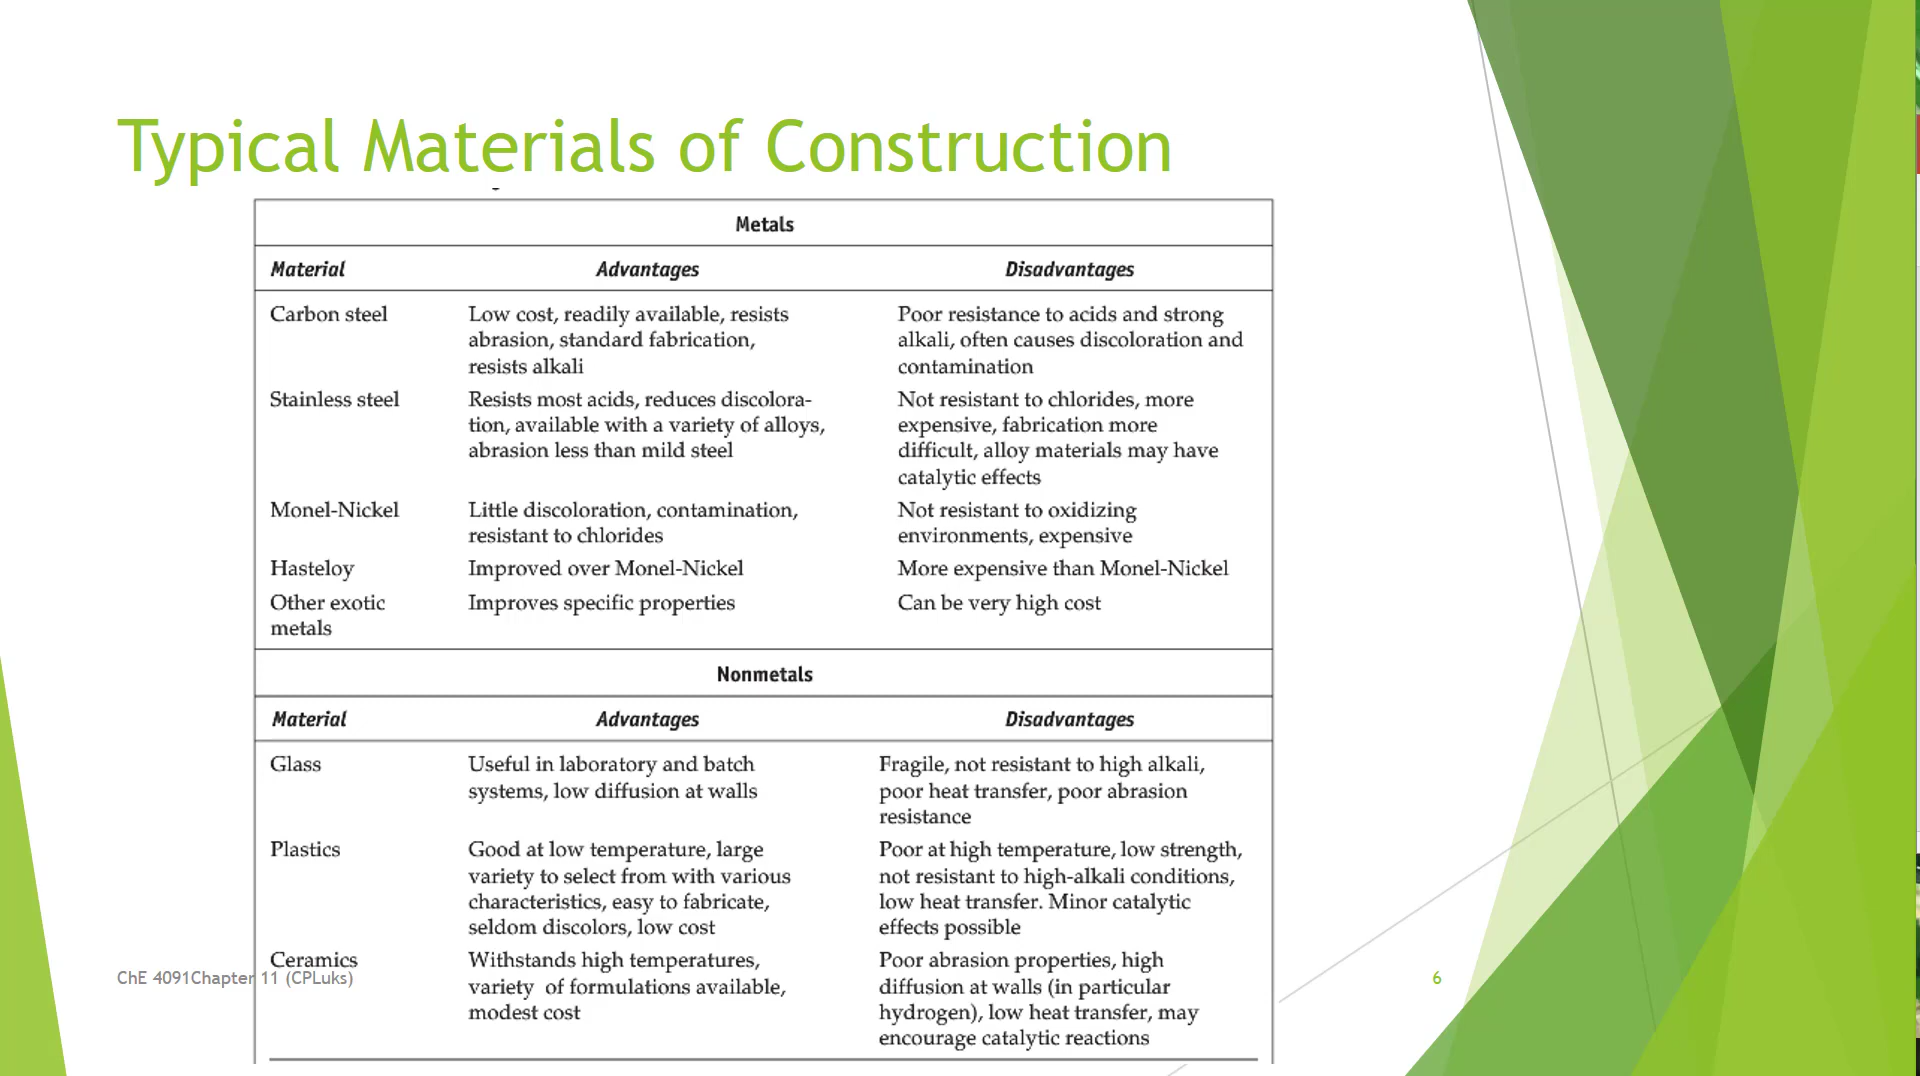 Typical Materials of Construction
Metals
Material Advantages Disadvantages
Carbon steel Low cost, readily available, resists Poor resistance to acids and strong
abrasion, standard fabrication, alkali, often causes discoloration and
resists alkali contamination
Stainless steel Resists most acids, reduces discolora- Not resistant to chlorides, more
tion, available with a variety of alloys, expensive, fabrication more
abrasion less than mild steel difficult, alloy materials may have
catalytic effects
Monel-Nickel Little discoloration, contamination, Not resistant to oxidizing
resistant to chlorides environments, expensive
Hasteloy Improved over Monel-Nickel More expensive than Monel-Nickel
Other exotic Improves specific properties Can be very high cost
metals
Nonmetals
Material Advantages Disadvantages
Glass Useful in laboratory and batch Fragile, not resistant to high alkali,
systems, low diffusion at walls poor heat transfer, poor abrasion
resistance
Plastics Good at low temperature, large Poor at high temperature, low strength,
variety to select from with various not resistant to high-alkali conditions,
characteristics, easy to fabricate, low heat transfer. Minor catalytic
seldom discolors, low cost effects possible
Ceramics Withstands high temperatures, Poor abrasion properties, high
variety of formulations available, diffusion at walls (in particular
modest cost hydrogen), low heat transfer, may
encourage catalytic reactions
ChE 4091Chapter 11 (CPLuks) 6